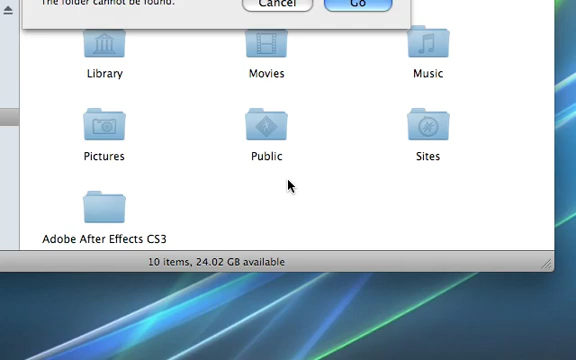 The folder cannot be found.
Cancel
Go
Library
Movies
Music
Pictures
Public
Sites
Adobe After Effects CS3
10 items, 24.02 GB available